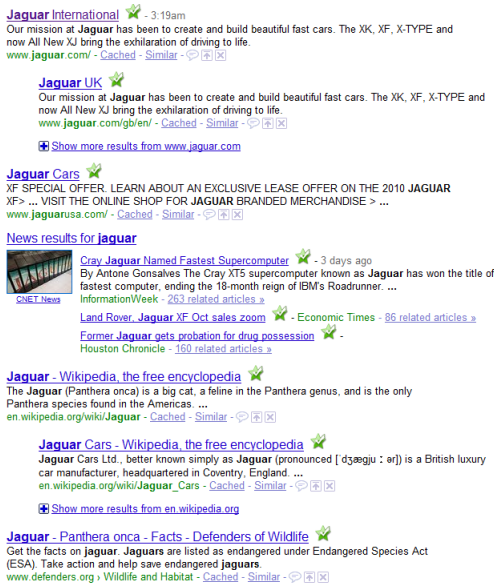 Jaguar International - 3:19am
Our mission at Jaguar has been to create and build beautiful fast cars. The XK, XF, X-TYPE and
now All New XJ bring the exhilaration of driving to life.
www.jaguar.com/ - Cached - Similar -
Jaguar UK
Our mission at Jaguar has been to create and build beautiful fast cars. The XK, XF, X-TYPE and
now All New XJ bring the exhilaration of driving to life.
www.jaguar.com/gb/en/ - Cached - Similar -
Show more results from www.jaguar.com
Jaguar Cars
XF SPECIAL OFFER. LEARN ABOUT AN EXCLUSIVE LEASE OFFER ON THE 2010 JAGUAR
XF> ... VISIT THE ONLINE SHOP FOR JAGUAR BRANDED MERCHANDISE > ...
www.jaguarusa.com/ - Cached - Similar -
News results for jaguar
Cray Jaguar Named Fastest Supercomputer - 3 days ago
By Antone Gonsalves The Cray XT5 supercomputer known as Jaguar has won the title of
fastest computer, ending the 18-month reign of IBM's Roadrunner. ...
CNET News
InformationWeek - 263 related articles »
Land Rover, Jaguar XF Oct sales zoom - Economic Times - 86 related articles »
Former Jaguar gets probation for drug possession -
Houston Chronicle - 160 related articles »
Jaguar - Wikipedia, the free encyclopedia
The Jaguar (Panthera onca) is a big cat, a feline in the Panthera genus, and is the only
Panthera species found in the Americas. ...
en.wikipedia.org/wiki/Jaguar - Cached - Similar -
Jaguar Cars - Wikipedia, the free encyclopedia
Jaguar Cars Ltd., better known simply as Jaguar (pronounced [ˈdʒæɡju ː ər]) is a British luxury
car manufacturer, headquartered in Coventry, England. ...
en.wikipedia.org/wiki/Jaguar_Cars - Cached - Similar -
Show more results from en.wikipedia.org
Jaguar - Panthera onca - Facts - Defenders of Wildlife
Get the facts on jaguar. Jaguars are listed as endangered under Endangered Species Act
(ESA). Take action and help save endangered jaguars.
www.defenders.org › Wildlife and Habitat - Cached - Similar -